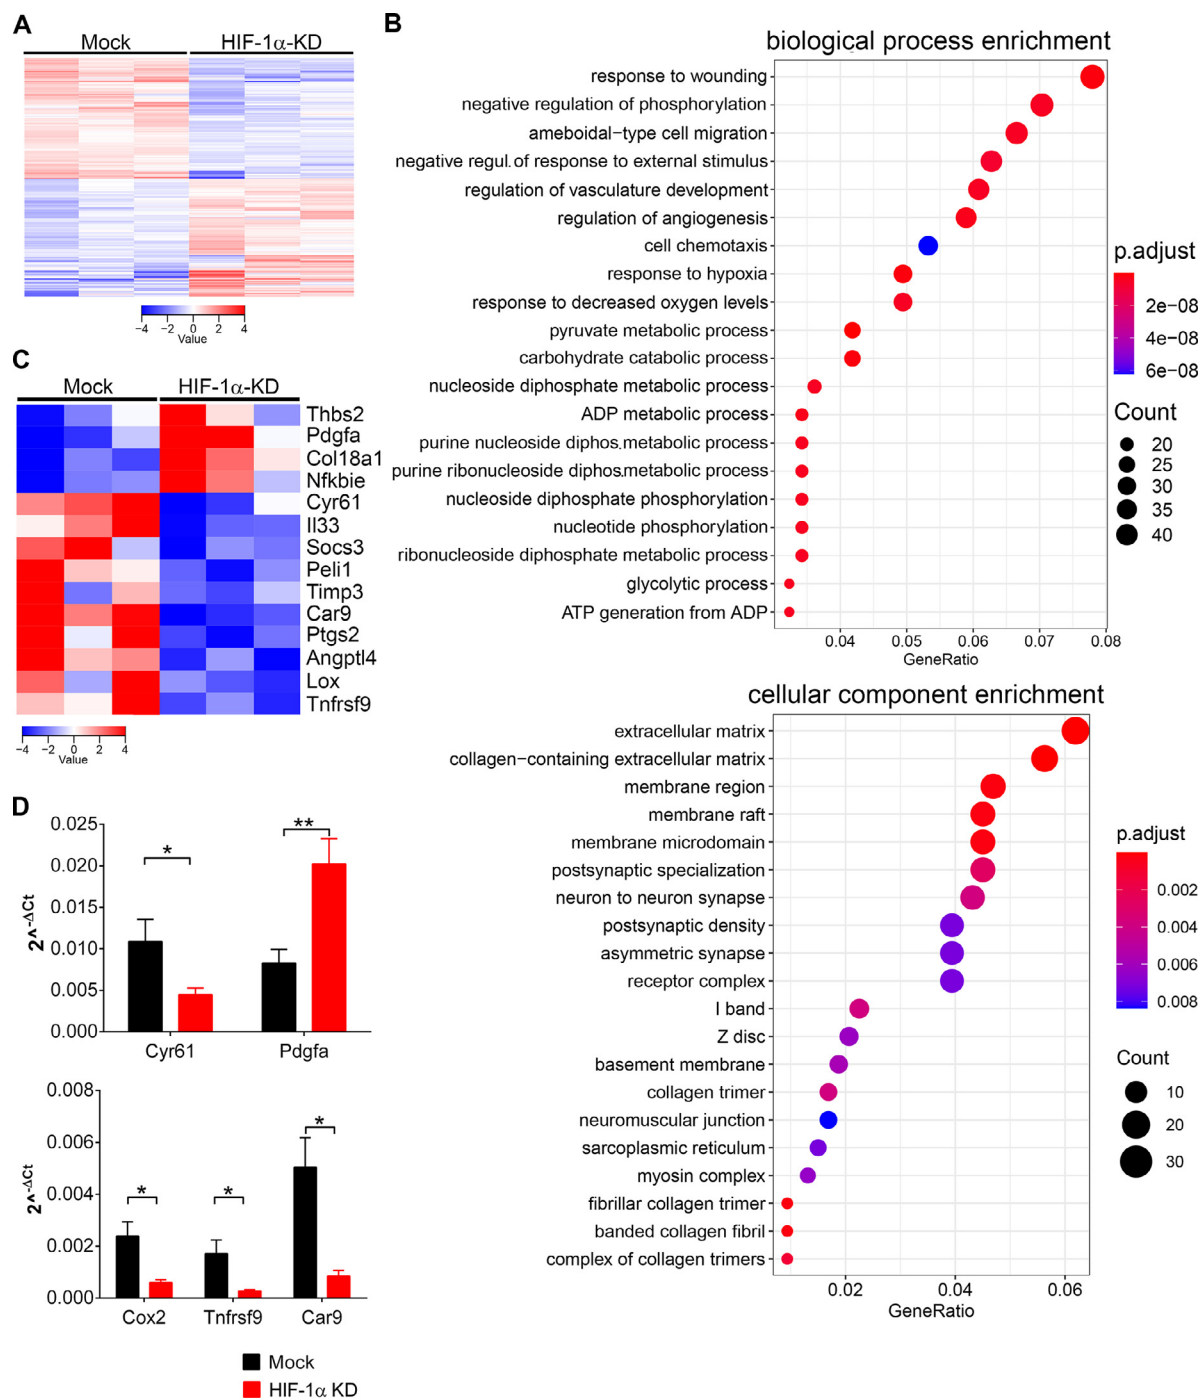 A
Mock HIF-1α-KD
−4 −2 0 2 4
Value
B
biological process enrichment
response to wounding
negative regulation of phosphorylation
ameboidal−type cell migration
negative regul. of response to external stimulus
regulation of vasculature development
regulation of angiogenesis
cell chemotaxis
response to hypoxia
response to decreased oxygen levels
pyruvate metabolic process
carbohydrate catabolic process
nucleoside diphosphate metabolic process
ADP metabolic process
purine nucleoside diphos.metabolic process
purine ribonucleoside diphos.metabolic process
nucleoside diphosphate phosphorylation
nucleotide phosphorylation
ribonucleoside diphosphate metabolic process
glycolytic process
ATP generation from ADP
0.04 0.05 0.06 0.07 0.08
GeneRatio
p.adjust
2e−08
4e−08
6e−08
Count
20
25
30
35
40
cellular component enrichment
extracellular matrix
collagen−containing extracellular matrix
membrane region
membrane raft
membrane microdomain
postsynaptic specialization
neuron to neuron synapse
postsynaptic density
asymmetric synapse
receptor complex
I band
Z disc
basement membrane
collagen trimer
neuromuscular junction
sarcoplasmic reticulum
myosin complex
fibrillar collagen trimer
banded collagen fibril
complex of collagen trimers
0.02 0.04 0.06
GeneRatio
p.adjust
0.002
0.004
0.006
0.008
Count
10
20
30
C
Mock HIF-1α-KD
Thbs2
Pdgfa
Col18a1
Nfkbie
Cyr61
Il33
Socs3
Peli1
Timp3
Car9
Ptgs2
Angptl4
Lox
Tnfrsf9
−4 −2 0 2 4
Value
D
2^-ΔCt
0.025
0.020
0.015
0.010
0.005
0.000
* **
Cyr61 Pdgfa
2^-ΔCt
0.008
0.006
0.004
0.002
0.000
* * *
Cox2 Tnfrsf9 Car9
Mock
HIF-1α KD